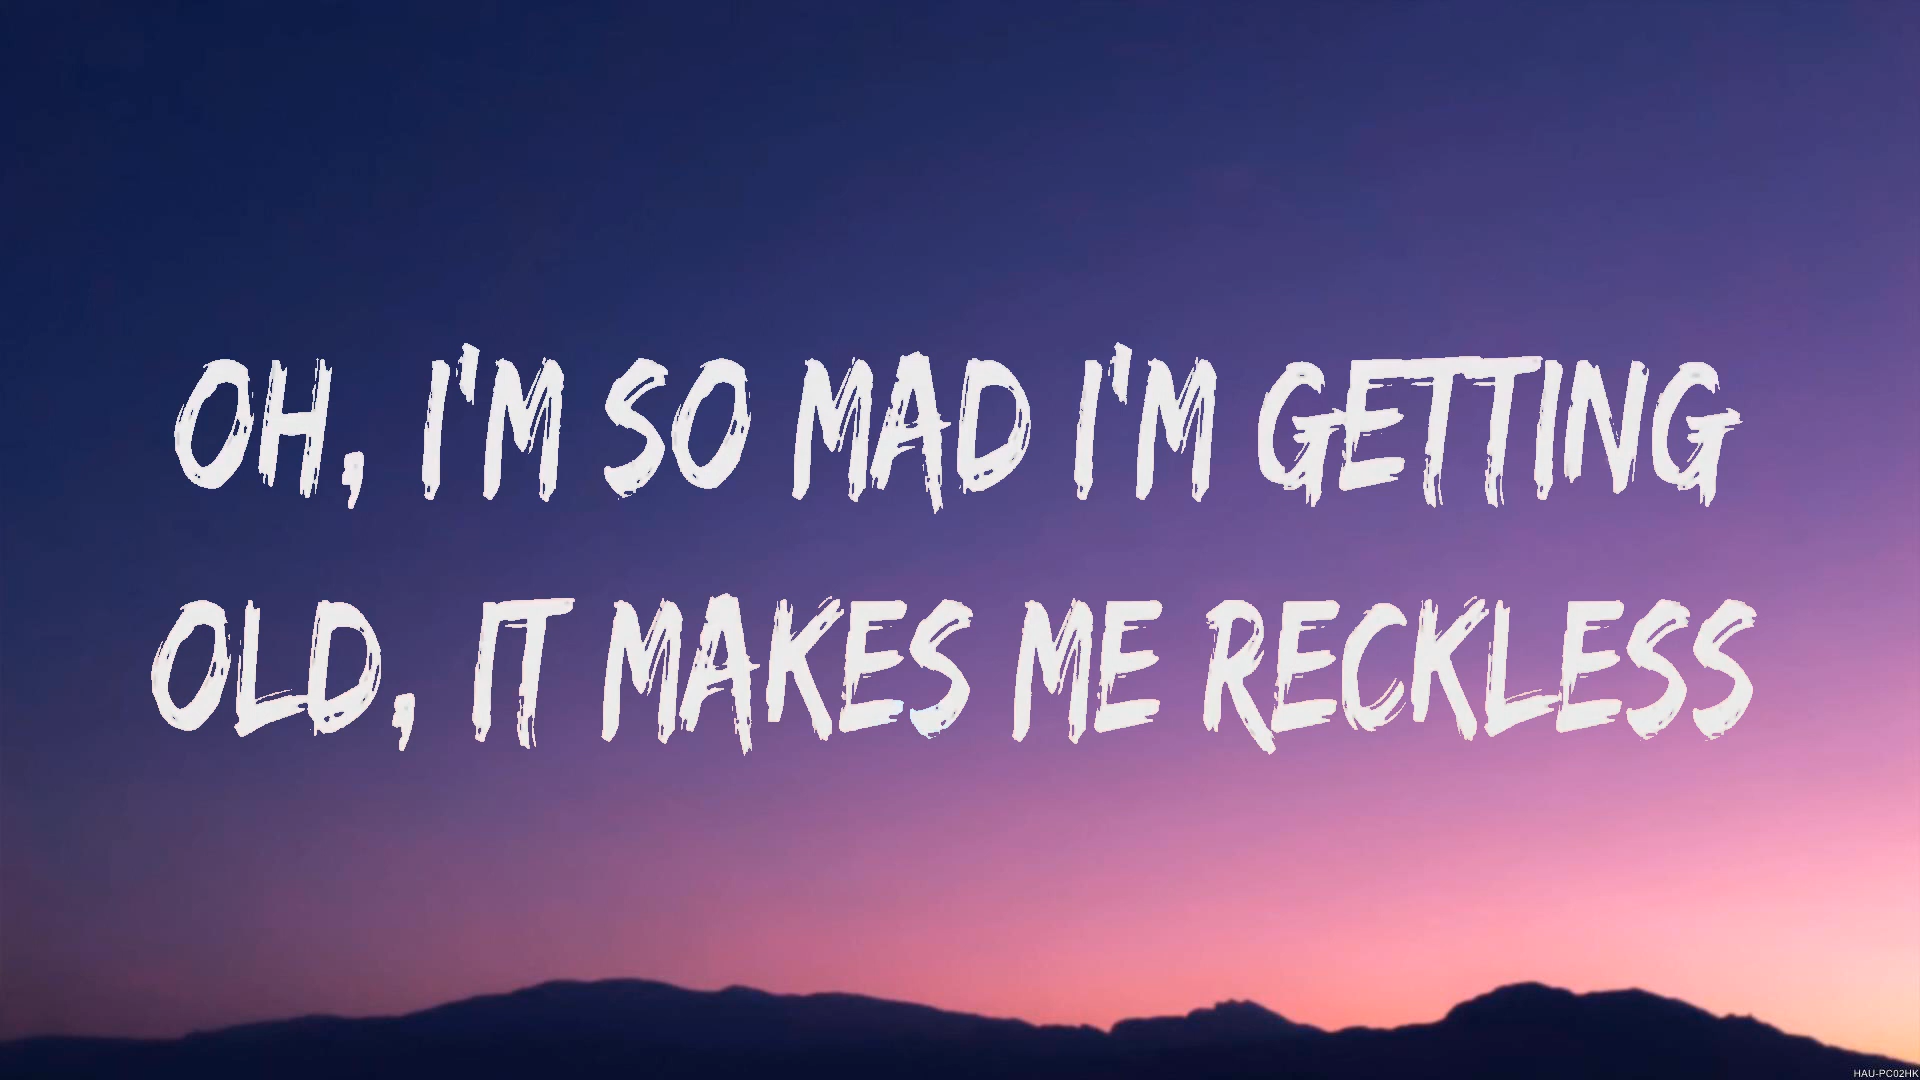 OH, I'M SO MAD I'M GETTING
OLD, IT MAKES ME RECKLESS
HAU-PC02HK